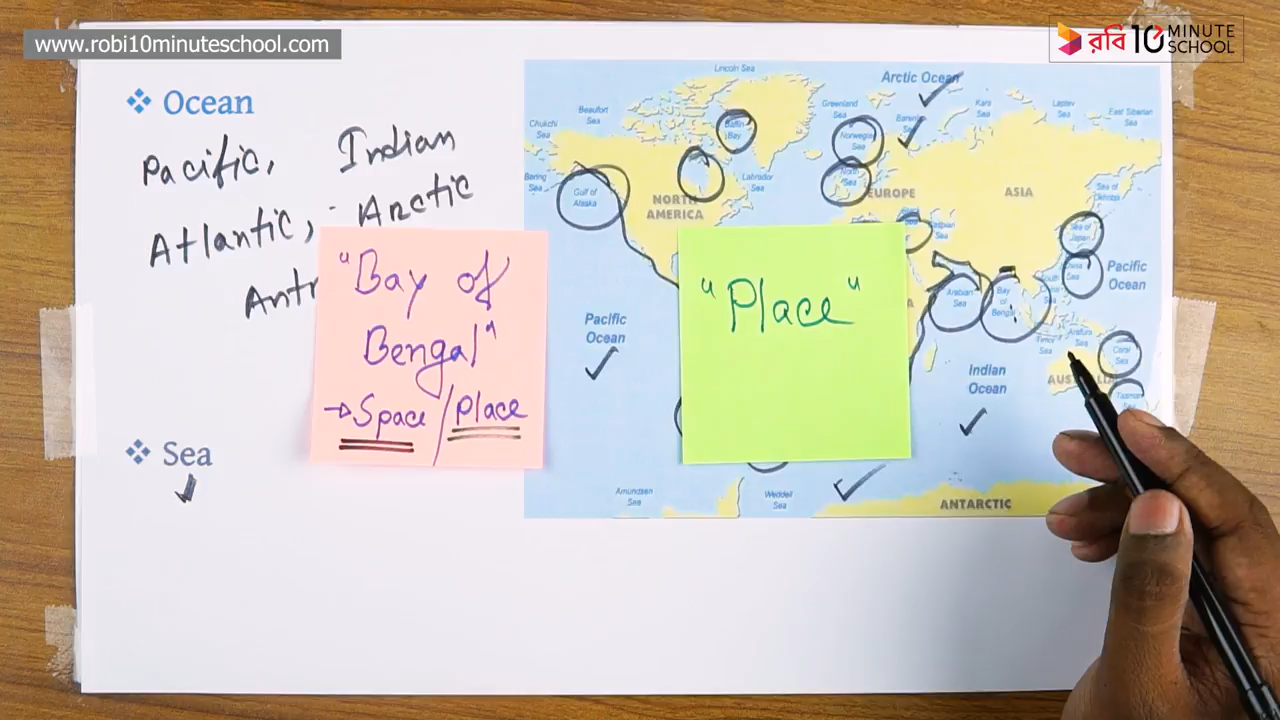 www.robi10minuteschool.com
রবি 10 MINUTE SCHOOL
❖ Ocean
Pacific, Indian
Atlantic, Arctic
Antr
"Bay of
Bengal"
→ Space / Place
"Place"
❖ Sea
Lincoln Sea
Arctic Ocean
Beaufort Sea
Chukchi Sea
Baffin Bay
Greenland Sea
Norwegian Sea
Kara Sea
Laptev Sea
East Siberian Sea
Bering Sea
Gulf of Alaska
Labrador Sea
North Sea
NORTH AMERICA
EUROPE
ASIA
Sea of Okhotsk
Sea of Japan
Pacific Ocean
Arabian Sea
Bay of Bengal
Pacific Ocean
Timor Sea
Arafura Sea
Coral Sea
Indian Ocean
AUSTRALIA
Amundsen Sea
Weddell Sea
ANTARCTIC